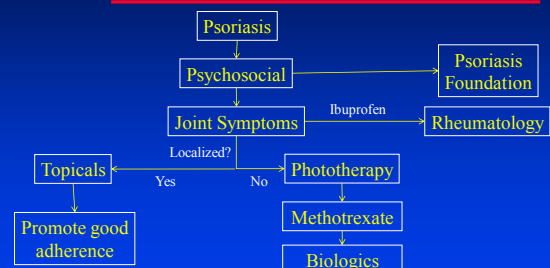 Psoriasis
Psychosocial
Psoriasis
Foundation
Joint Symptoms
Ibuprofen
Rheumatology
Localized?
Topicals
Yes
No
Phototherapy
Promote good
adherence
Methotrexate
Biologics